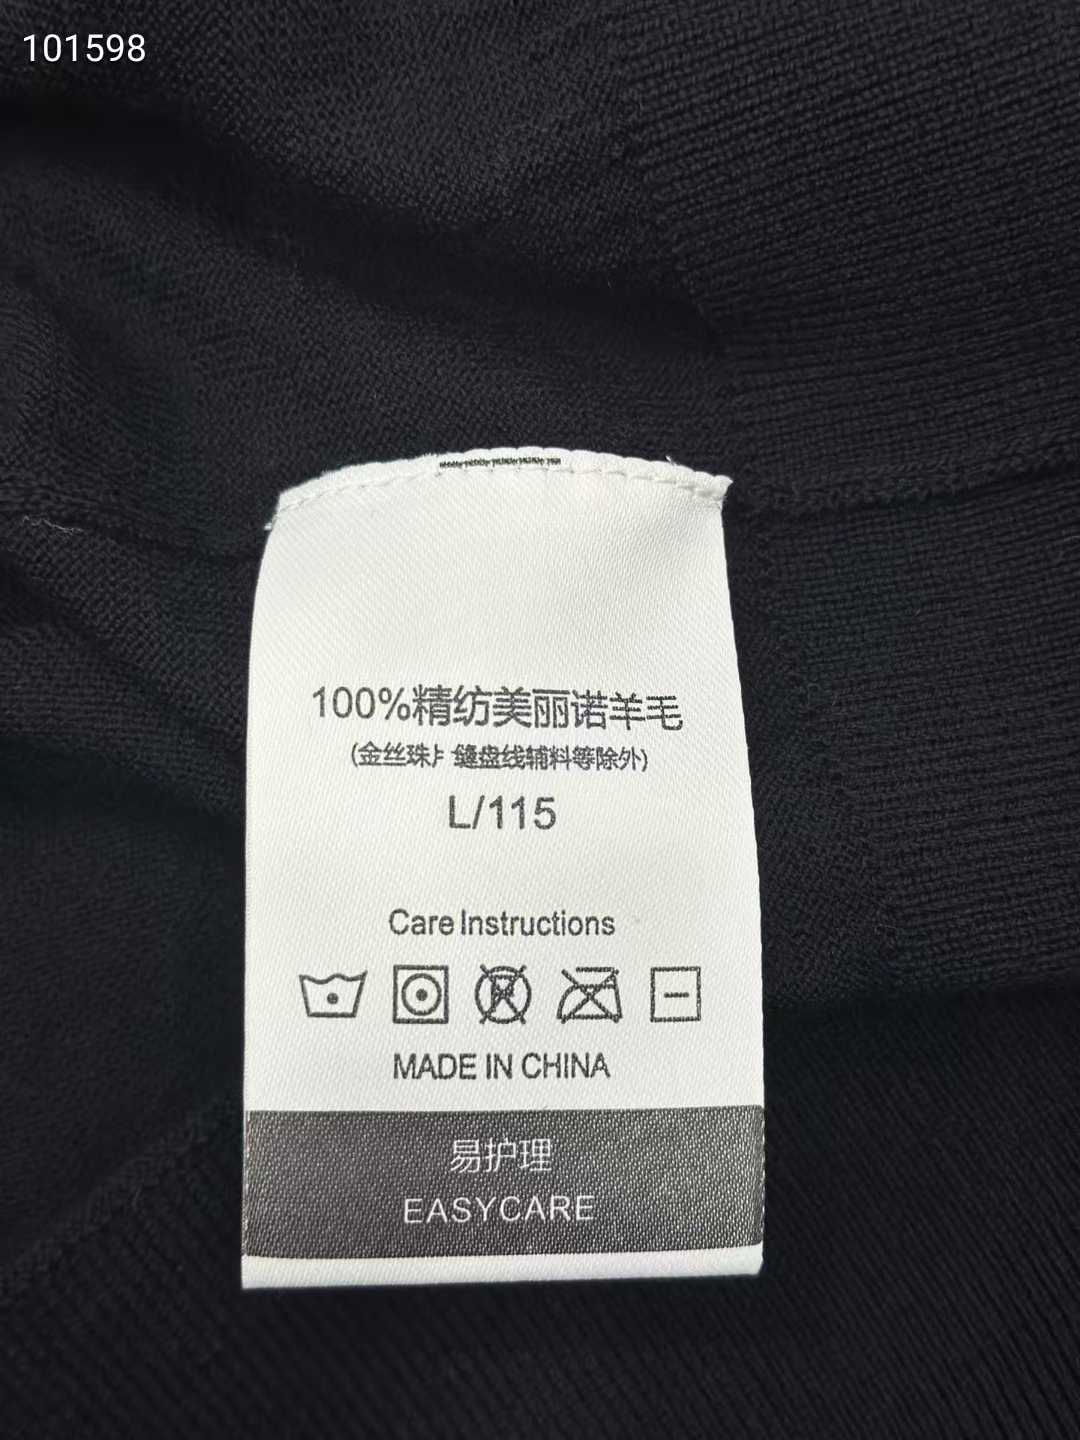 101598
100%精纺美丽诺羊毛
(金丝珠片 缝盘线辅料等除外)
L/115
Care Instructions
MADE IN CHINA
易护理
EASYCARE